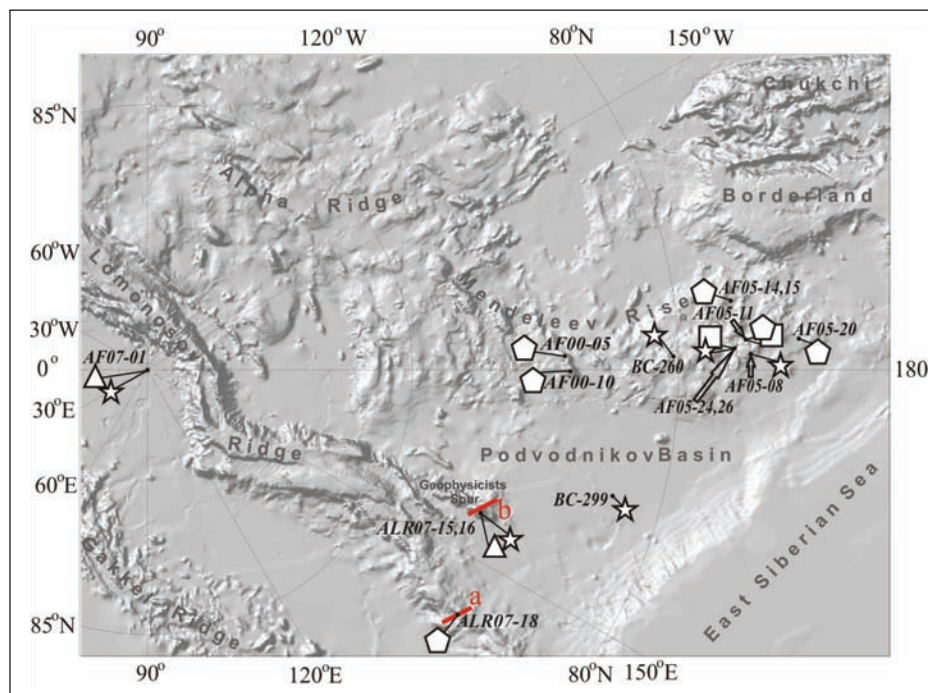 90° 120°W 80°N 150°W
85°N
Chukchi
Alpha Ridge
Borderland
60°W
Lomonosov
Mendeleev Rise
a
AF05-14,15
AF05-11
30°W
AF05-20
AF00-05
AF07-01
BC-260
0°
180
AF00-10
AF05-08
30°E
AF05-24,26
Ridge
Podvodnikov Basin
60°E
Geophysicists
Spur
b
BC-299
ALR07-15,16
East Siberian Sea
Gakkel Ridge
a
ALR07-18
85°N
90° 120°E 80°N 150°E